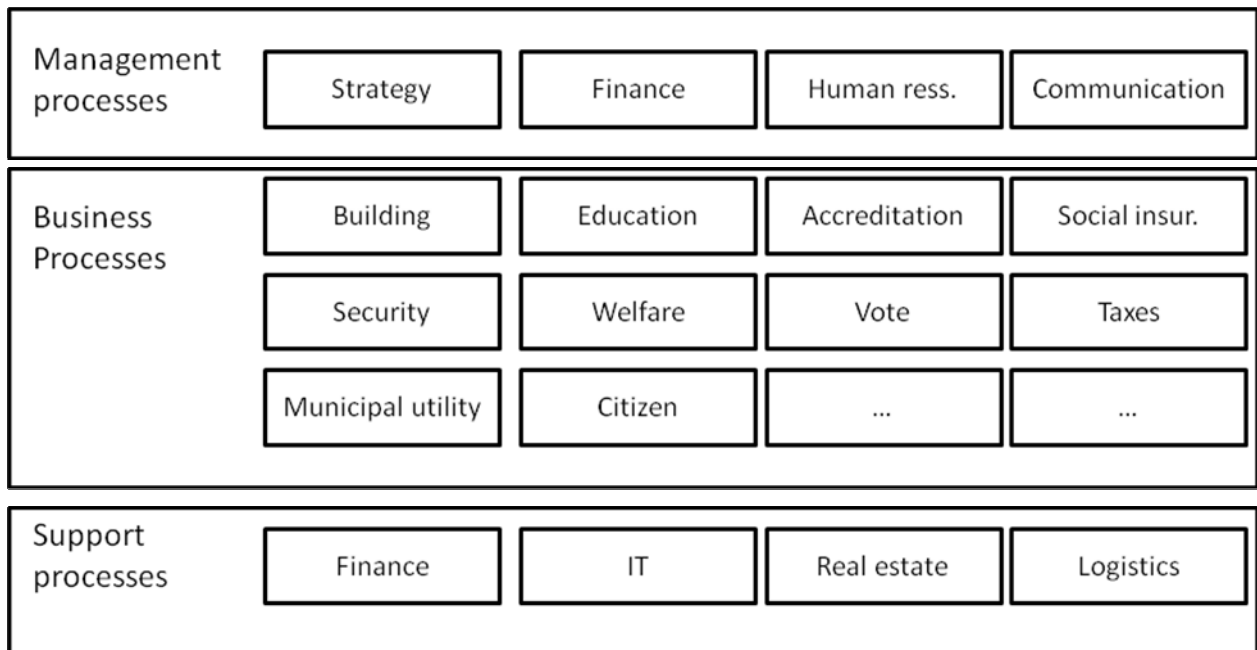 Management
processes
Strategy
Finance
Human ress.
Communication
Business
Processes
Building
Education
Accreditation
Social insur.
Security
Welfare
Vote
Taxes
Municipal utility
Citizen
...
...
Support
processes
Finance
IT
Real estate
Logistics